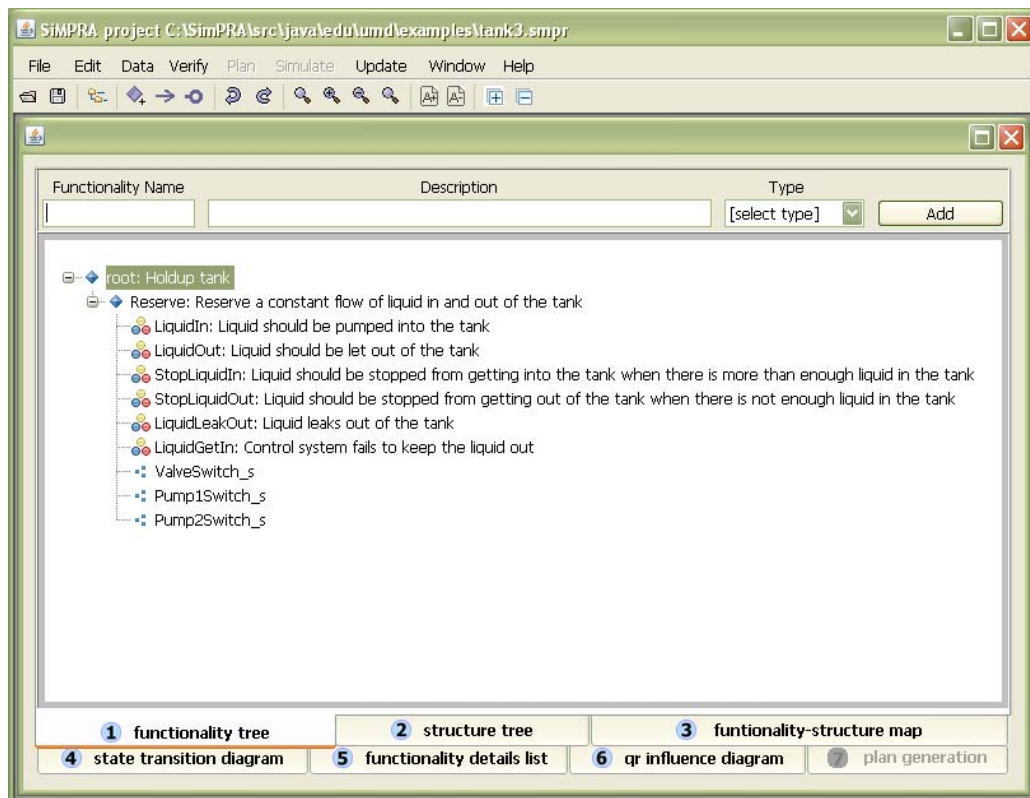 SiMPRA project C:\SimPRA\src\java\edu\umd\examples\tank3.smpr
File Edit Data Verify Plan Simulate Update Window Help
Functionality Name Description Type
[select type] Add
root: Holdup tank
Reserve: Reserve a constant flow of liquid in and out of the tank
LiquidIn: Liquid should be pumped into the tank
LiquidOut: Liquid should be let out of the tank
StopLiquidIn: Liquid should be stopped from getting into the tank when there is more than enough liquid in the tank
StopLiquidOut: Liquid should be stopped from getting out of the tank when there is not enough liquid in the tank
LiquidLeakOut: Liquid leaks out of the tank
LiquidGetIn: Control system fails to keep the liquid out
ValveSwitch_s
Pump1Switch_s
Pump2Switch_s
1 functionality tree 2 structure tree 3 funtionality-structure map
4 state transition diagram 5 functionality details list 6 qr influence diagram 7 plan generation